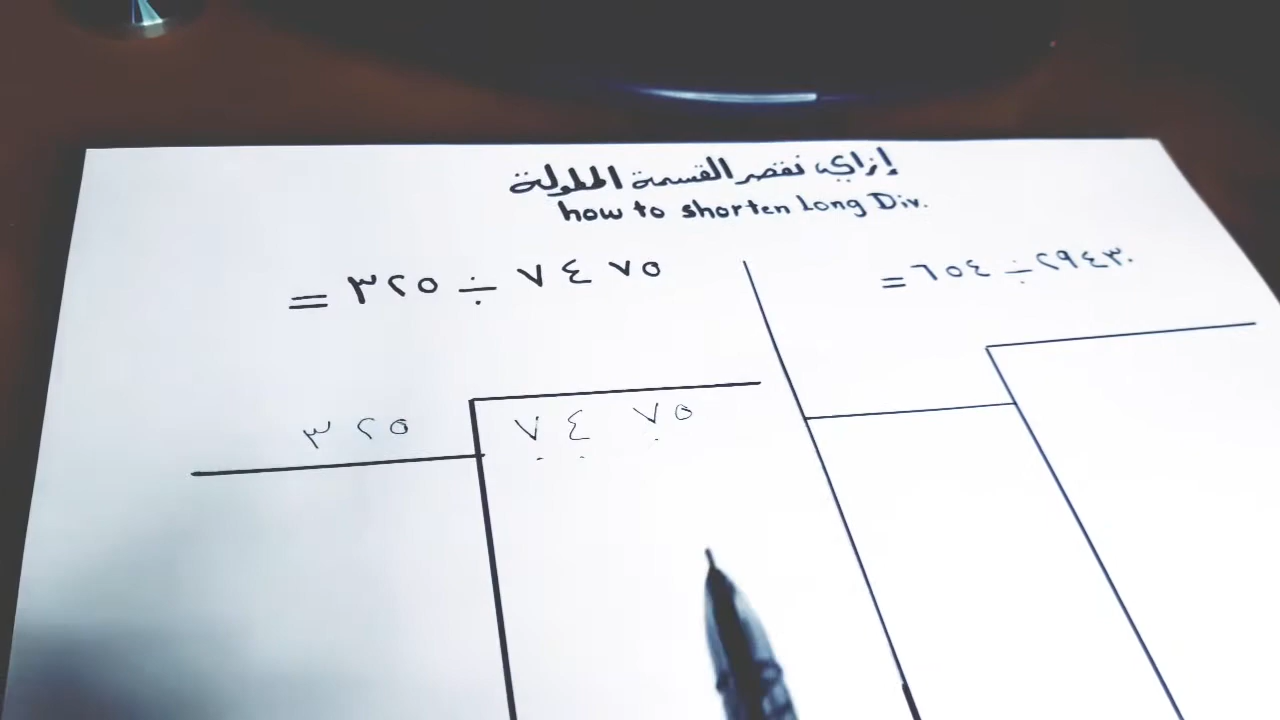 إزاي نقصر القسمة المطولة
how to shorten Long Div.
٧٤٧٥ ÷ ٣٢٥ =
٢٩٤٣٠ ÷ ٦٥٤ =
٣٢٥ ٧٤٧٥